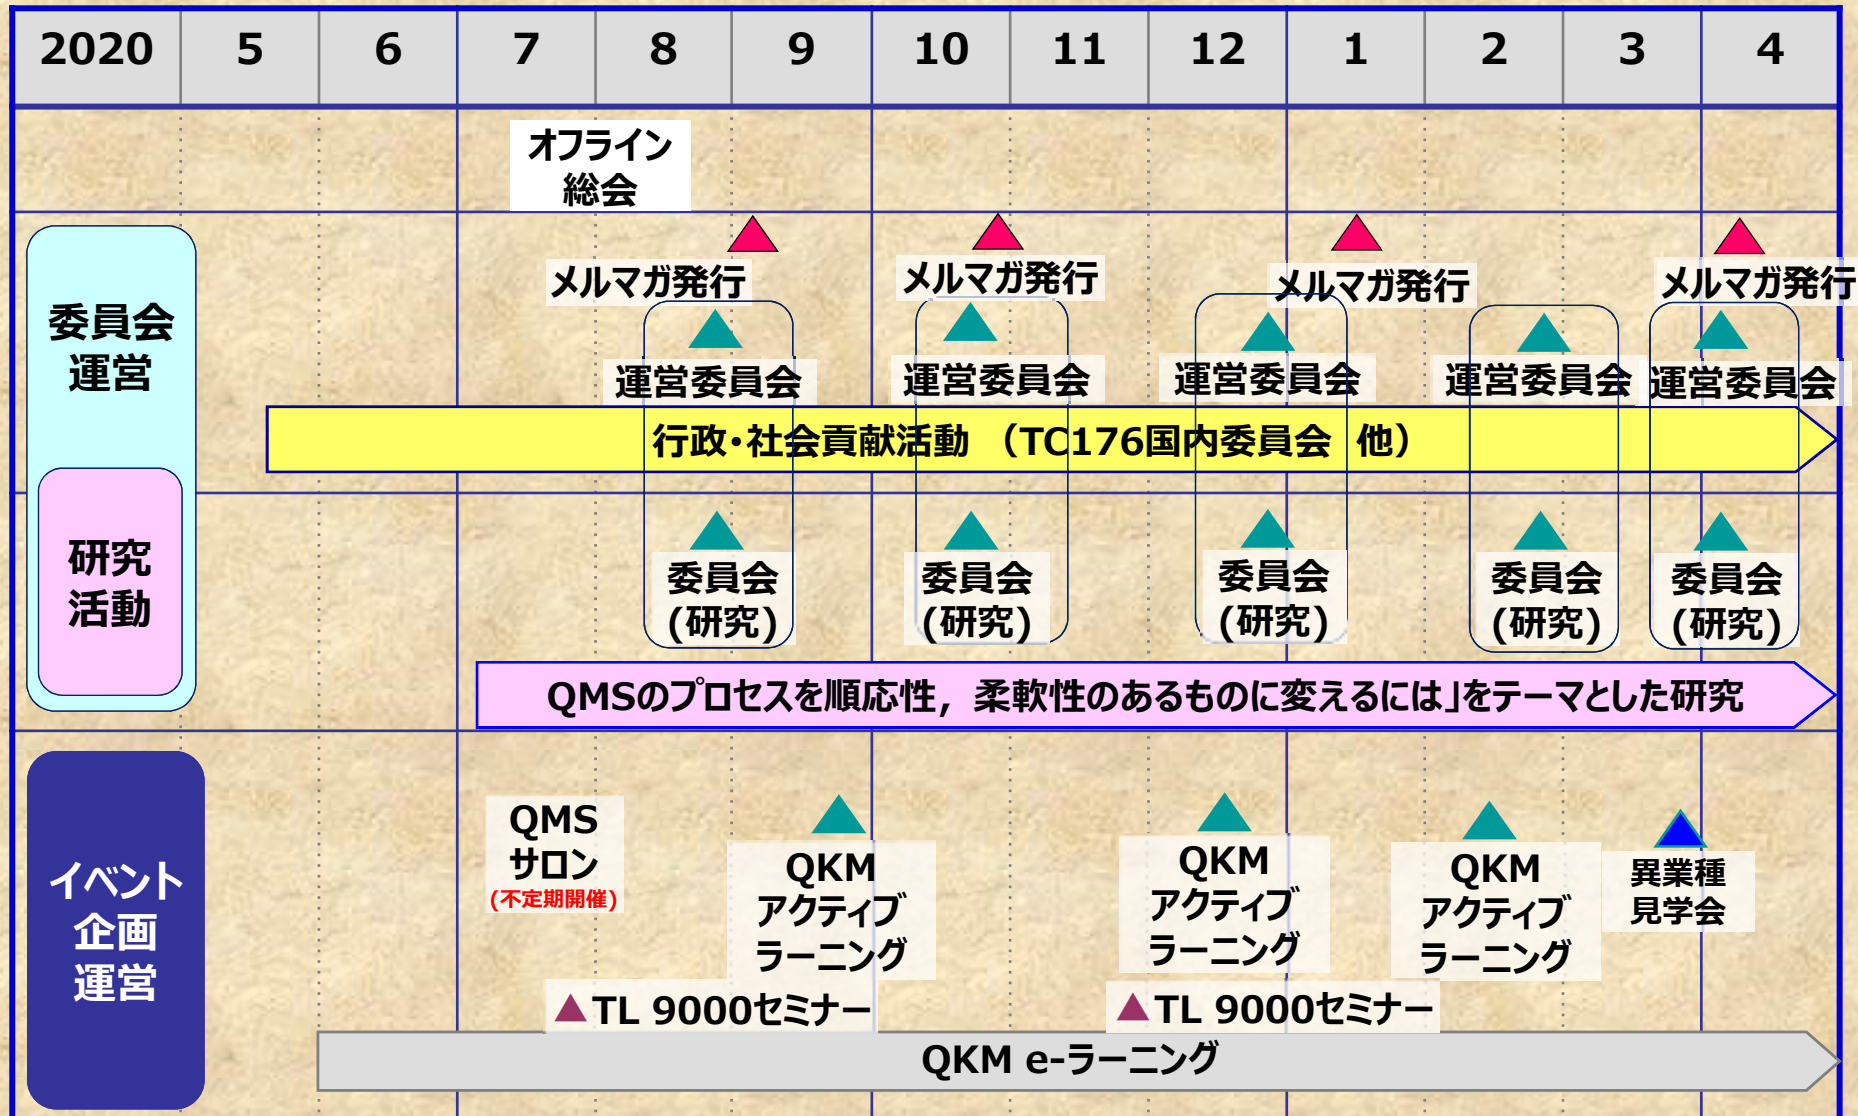 2020 5 6 7 8 9 10 11 12 1 2 3 4
オフライン
総会
委員会
運営
メルマガ発行 メルマガ発行 メルマガ発行 メルマガ発行
運営委員会 運営委員会 運営委員会 運営委員会 運営委員会
行政・社会貢献活動 （TC176国内委員会 他）
研究
活動
委員会
(研究)
委員会
(研究)
委員会
(研究)
委員会
(研究)
委員会
(研究)
QMSのプロセスを順応性，柔軟性のあるものに変えるには」をテーマとした研究
イベント
企画
運営
QMS
サロン
(不定期開催)
QKM
アクティブ
ラーニング
QKM
アクティブ
ラーニング
QKM
アクティブ
ラーニング
異業種
見学会
TL 9000セミナー TL 9000セミナー
QKM e-ラーニング